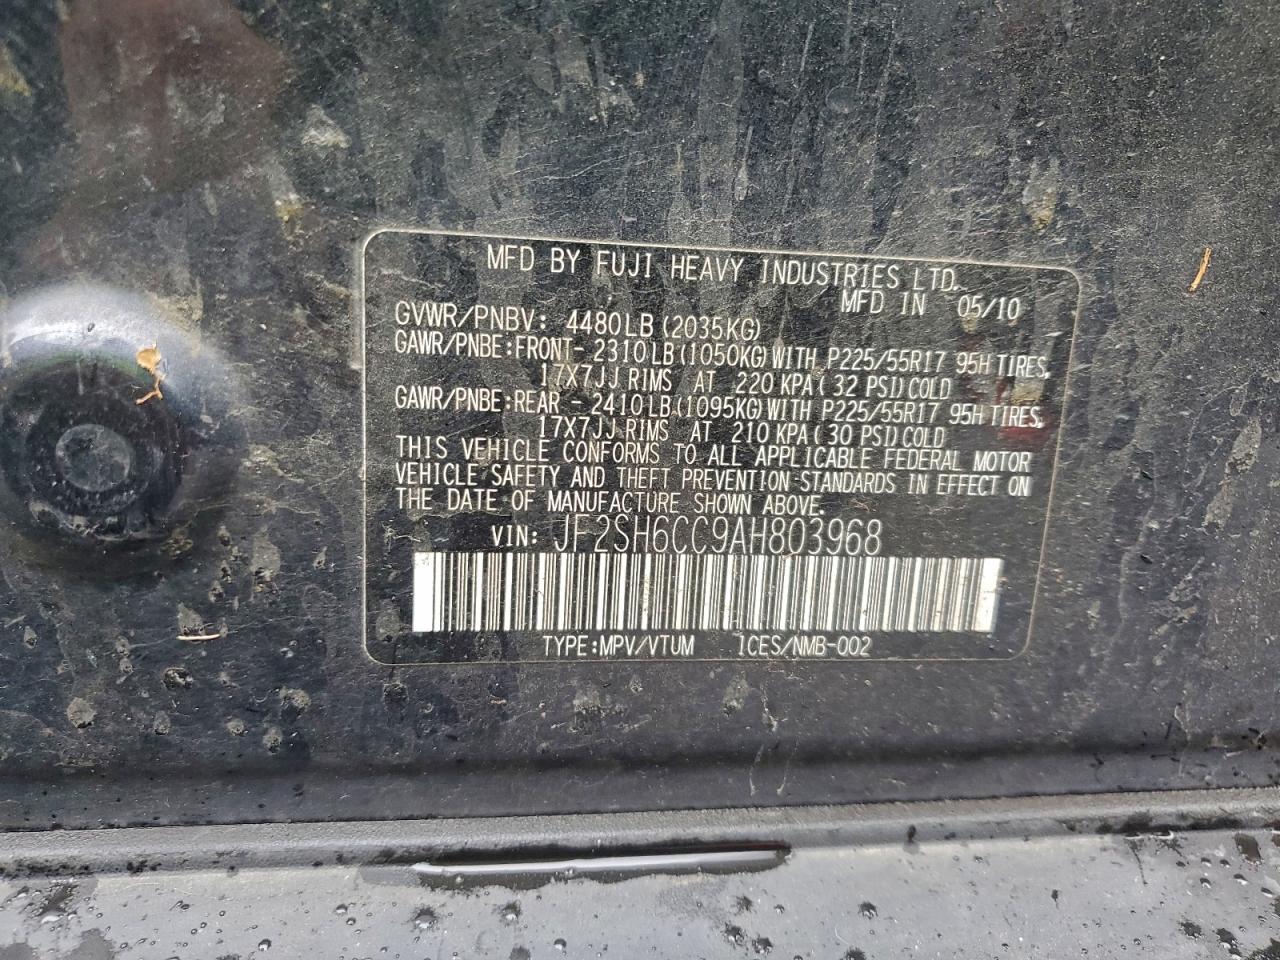 MFD BY FUJI HEAVY INDUSTRIES LTD.
MFD IN 05/10
GVWR/PNBV: 4480LB (2035KG)
GAWR/PNBE:FRONT-2310LB(1050KG)WITH P225/55R17 95H TIRES,
17X7JJ RIMS AT 220 KPA(32 PSI)COLD
GAWR/PNBE:REAR -2410LB(1095KG)WITH P225/55R17 95H TIRES,
17X7JJ RIMS AT 210 KPA(30 PSI)COLD
THIS VEHICLE CONFORMS TO ALL APPLICABLE FEDERAL MOTOR
VEHICLE SAFETY AND THEFT PREVENTION STANDARDS IN EFFECT ON
THE DATE OF MANUFACTURE SHOWN ABOVE.
VIN: JF2SH6CC9AH803968
TYPE:MPV/VTUM 1CES/NMB-002